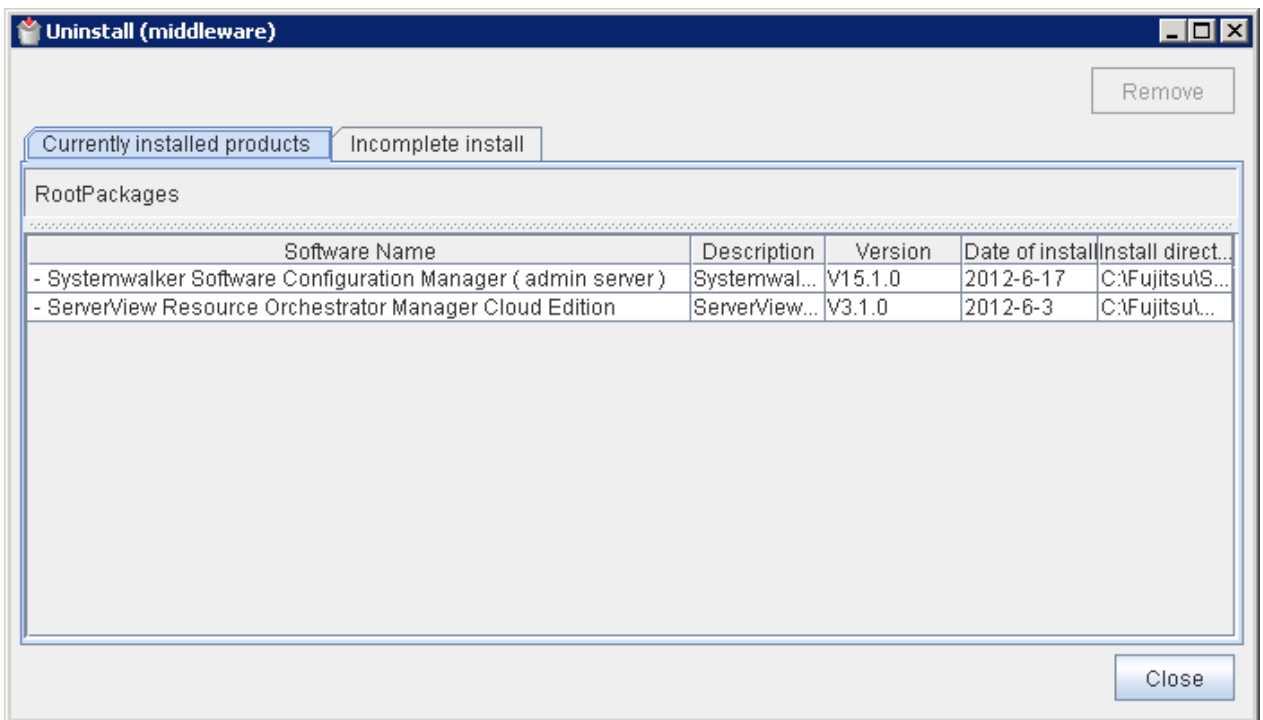 Uninstall (middleware)
Remove
Currently installed products Incomplete install
RootPackages
Software Name Description Version Date of install Install direct...
- Systemwalker Software Configuration Manager ( admin server ) Systemwal... V15.1.0 2012-6-17 C:\Fujitsu\S...
- ServerView Resource Orchestrator Manager Cloud Edition ServerView... V3.1.0 2012-6-3 C:\Fujitsu\...
Close